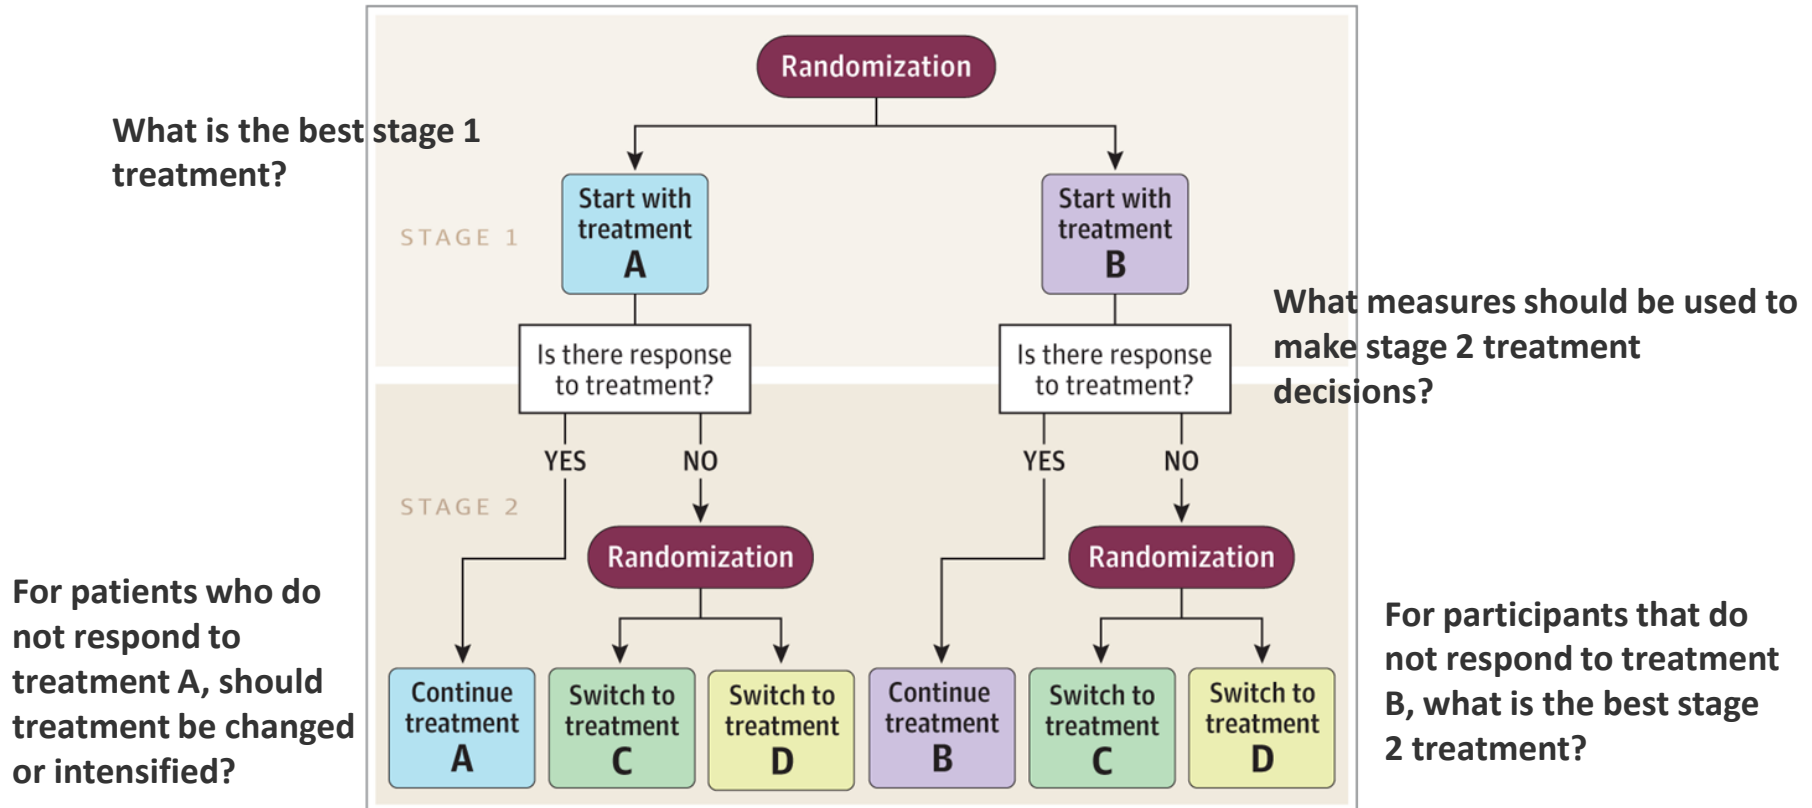 Randomization
What is the best stage 1
treatment?
Start with
treatment
A
Start with
treatment
B
STAGE 1
What measures should be used to
make stage 2 treatment
decisions?
Is there response
to treatment?
Is there response
to treatment?
YES
NO
YES
NO
STAGE 2
Randomization
Randomization
For patients who do
not respond to
treatment A, should
treatment be changed
or intensified?
For participants that do
not respond to treatment
B, what is the best stage
2 treatment?
Continue
treatment
A
Switch to
treatment
C
Switch to
treatment
D
Continue
treatment
B
Switch to
treatment
C
Switch to
treatment
D